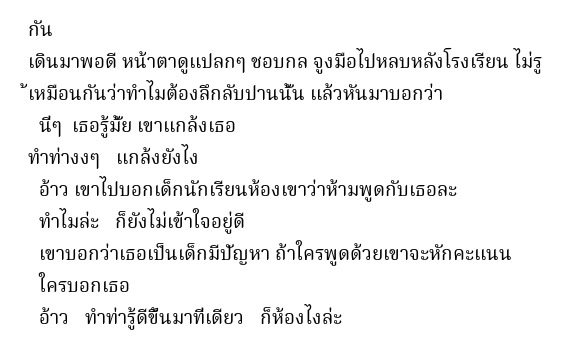 กัน
เดินมาพอดี หน้าตาดูแปลกๆ ชอบกล จูงมือไปหลบหลังโรงเรียน ไม่รู
้เหมือนกันว่าทำไมต้องลึกลับปานนั้น แล้วหันมาบอกว่า
นีๆ เธอรู้มั้ย เขาแกล้งเธอ
ทำท่างงๆ แกล้งยังไง
อ้าว เขาไปบอกเด็กนักเรียนห้องเขาว่าห้ามพูดกับเธอละ
ทำไมล่ะ ก็ยังไม่เข้าใจอยู่ดี
เขาบอกว่าเธอเป็นเด็กมีปัญหา ถ้าใครพูดด้วยเขาจะหักคะแนน
ใครบอกเธอ
อ้าว ทำท่ารู้ดีขึ้นมาทีเดียว ก็ห้องไงล่ะ